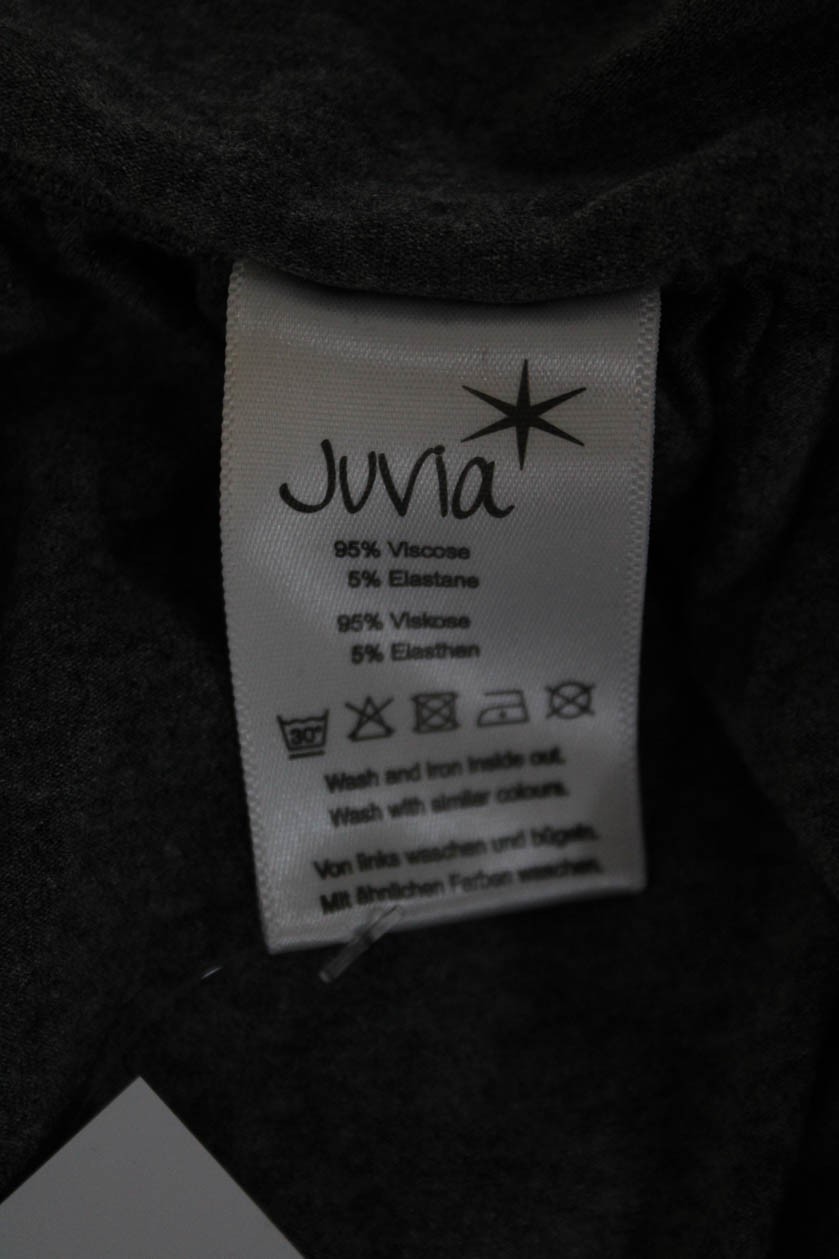 Juvia
95% Viscose
5% Elastane
95% Viskose
5% Elasthan
30°
Wash and iron inside out.
Wash with similar colours.
Von links waschen und bügeln.
Mit ähnlichen Farben waschen.